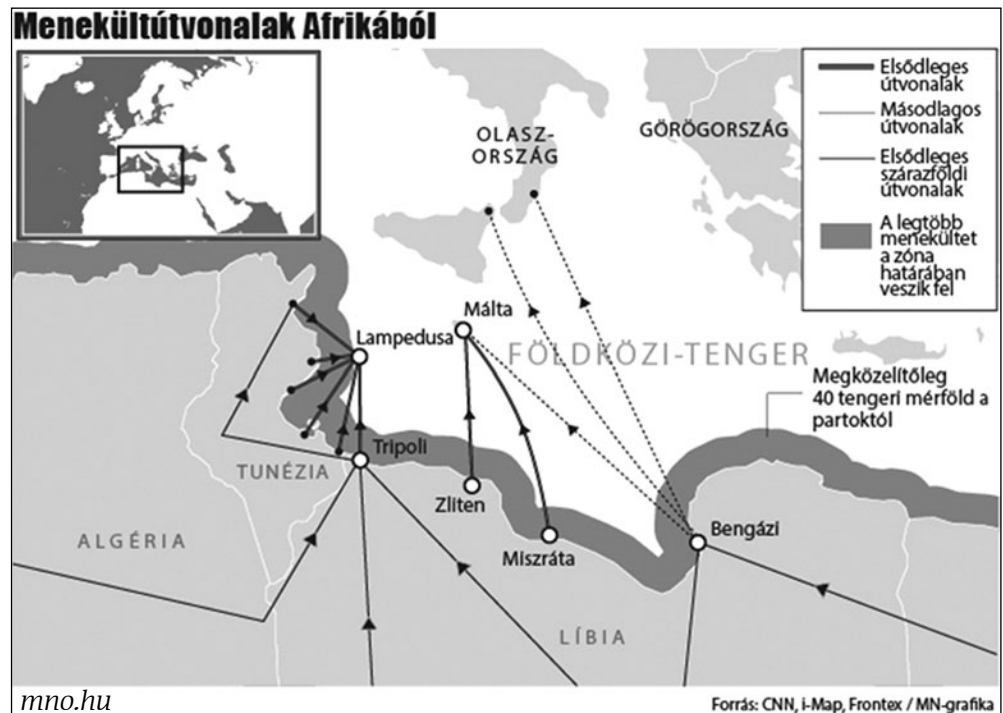 Menekültútvonalak Afrikából
Elsődleges
útvonalak
Másodlagos
útvonalak
Elsődleges
szárazföldi
útvonalak
A legtöbb
menekültet
a zóna
határában
veszik fel
OLASZ-
ORSZÁG
GÖRÖGORSZÁG
Málta
Lampedusa
FÖLDKÖZI-TENGER
Megközelítőleg
40 tengeri mérföld a
partoktól
Tripoli
TUNÉZIA
Zliten
ALGÉRIA
Miszráta
Bengázi
LÍBIA
mno.hu
Forrás: CNN, i-Map, Frontex / MN-grafika